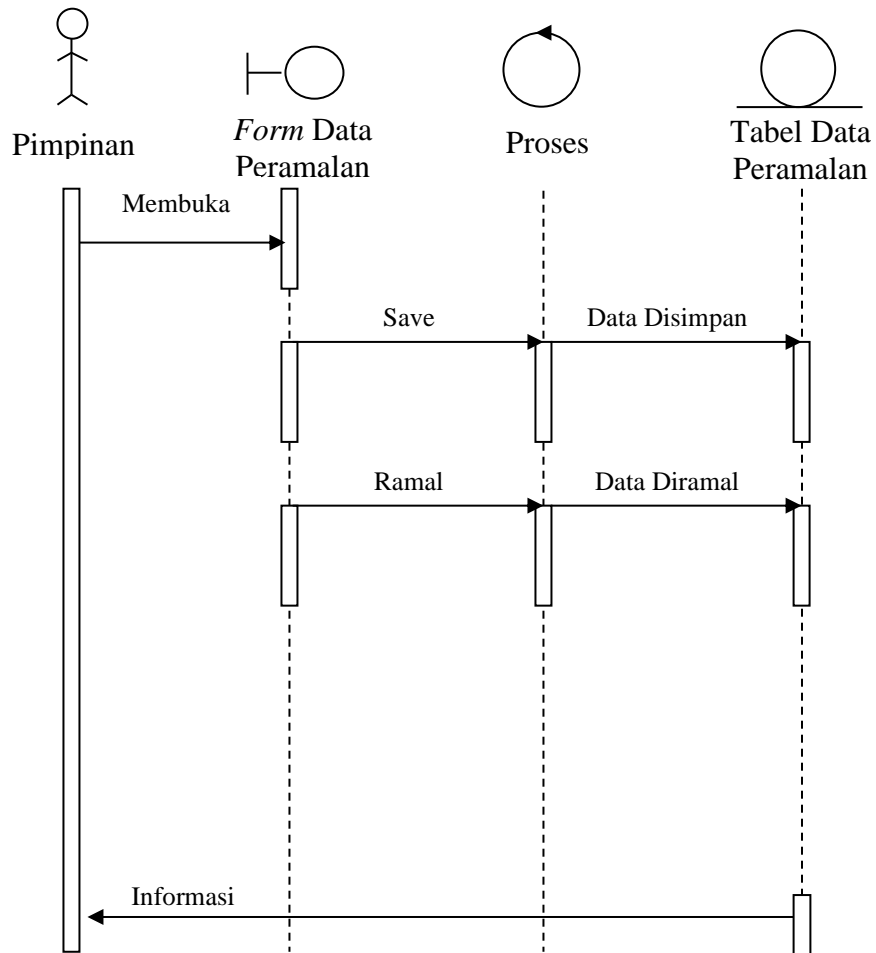 Pimpinan
Form Data
Peramalan
Proses
Tabel Data
Peramalan
Membuka
Save
Data Disimpan
Ramal
Data Diramal
Informasi